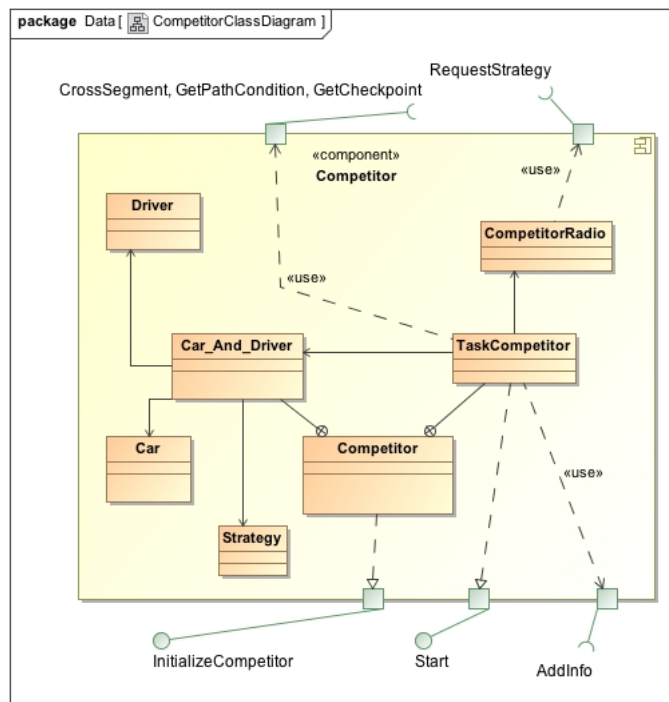 package Data [ CompetitorClassDiagram ]
RequestStrategy
CrossSegment, GetPathCondition, GetCheckpoint
«component»
Competitor
«use»
Driver
CompetitorRadio
«use»
Car_And_Driver
TaskCompetitor
Car
Competitor
«use»
Strategy
InitializeCompetitor
Start
AddInfo